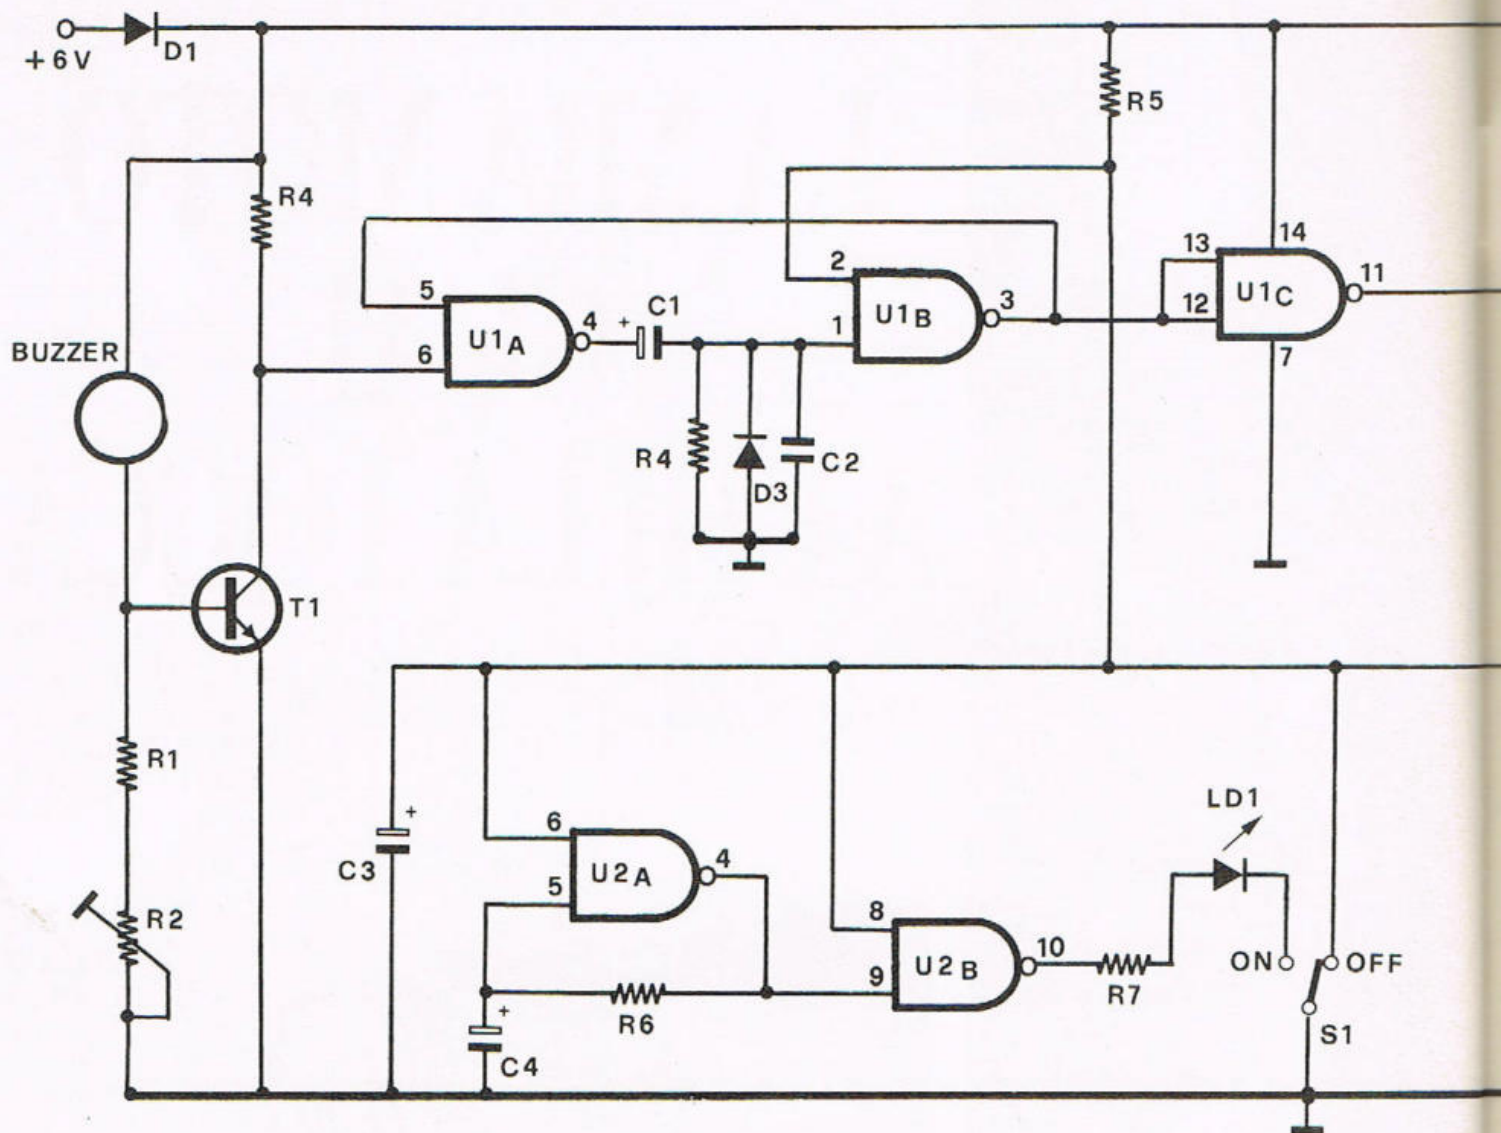 +6V
D1
R5
R4
14
13
12
U1C
11
7
2
1
U1B
3
5
6
U1A
4
+
C1
BUZZER
R4
D3
C2
T1
R1
LD1
+
C3
6
5
U2A
4
R2
8
9
U2B
10
R7
ON
OFF
R6
+
C4
S1